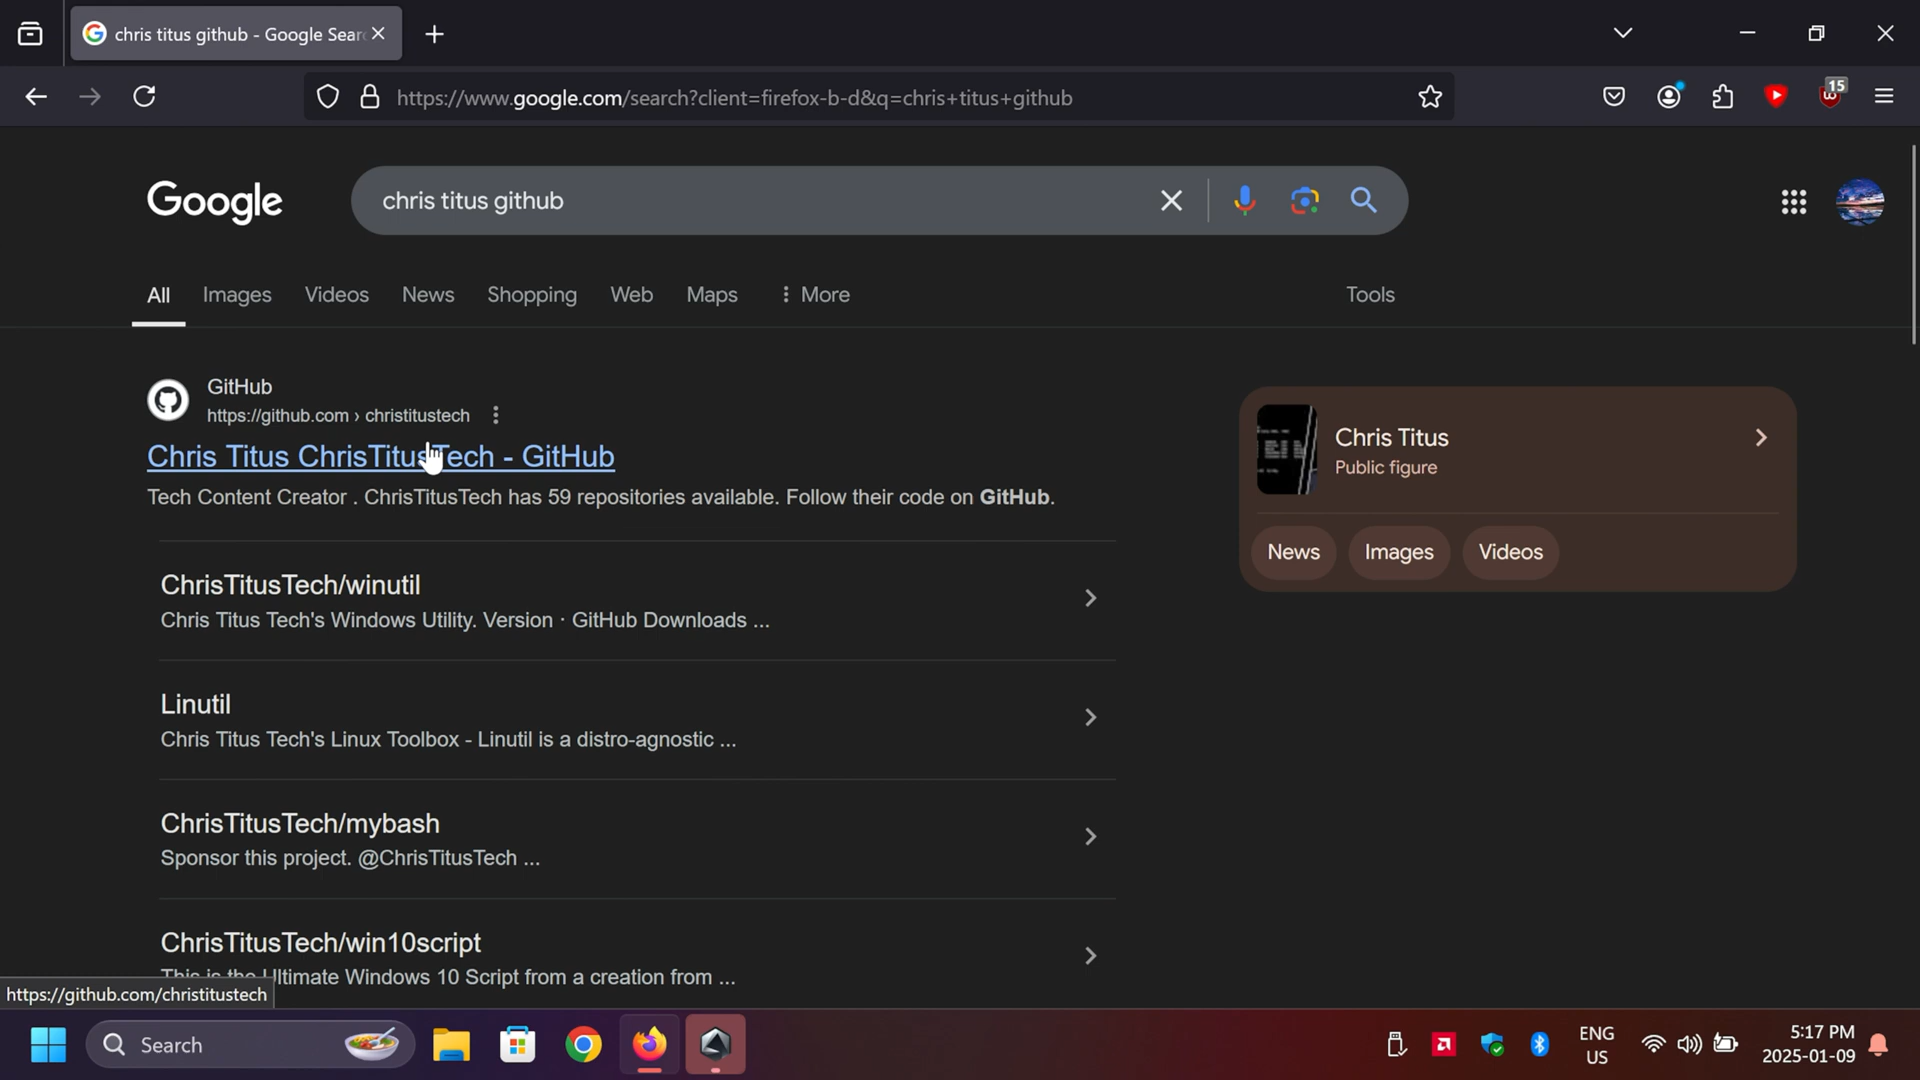 chris titus github - Google Sear
https://www.google.com/search?client=firefox-b-d&q=chris+titus+github
15
Google
chris titus github
All
Images
Videos
News
Shopping
Web
Maps
More
Tools
GitHub
https://github.com › christitustech
Chris Titus ChrisTitusTech - GitHub
Tech Content Creator . ChrisTitusTech has 59 repositories available. Follow their code on GitHub.
ChrisTitusTech/winutil
Chris Titus Tech's Windows Utility. Version · GitHub Downloads ...
Linutil
Chris Titus Tech's Linux Toolbox - Linutil is a distro-agnostic ...
ChrisTitusTech/mybash
Sponsor this project. @ChrisTitusTech ...
ChrisTitusTech/win10script
This is the Ultimate Windows 10 Script from a creation from ...
Chris Titus
Public figure
News
Images
Videos
https://github.com/christitustech
Search
ENG
US
5:17 PM
2025-01-09